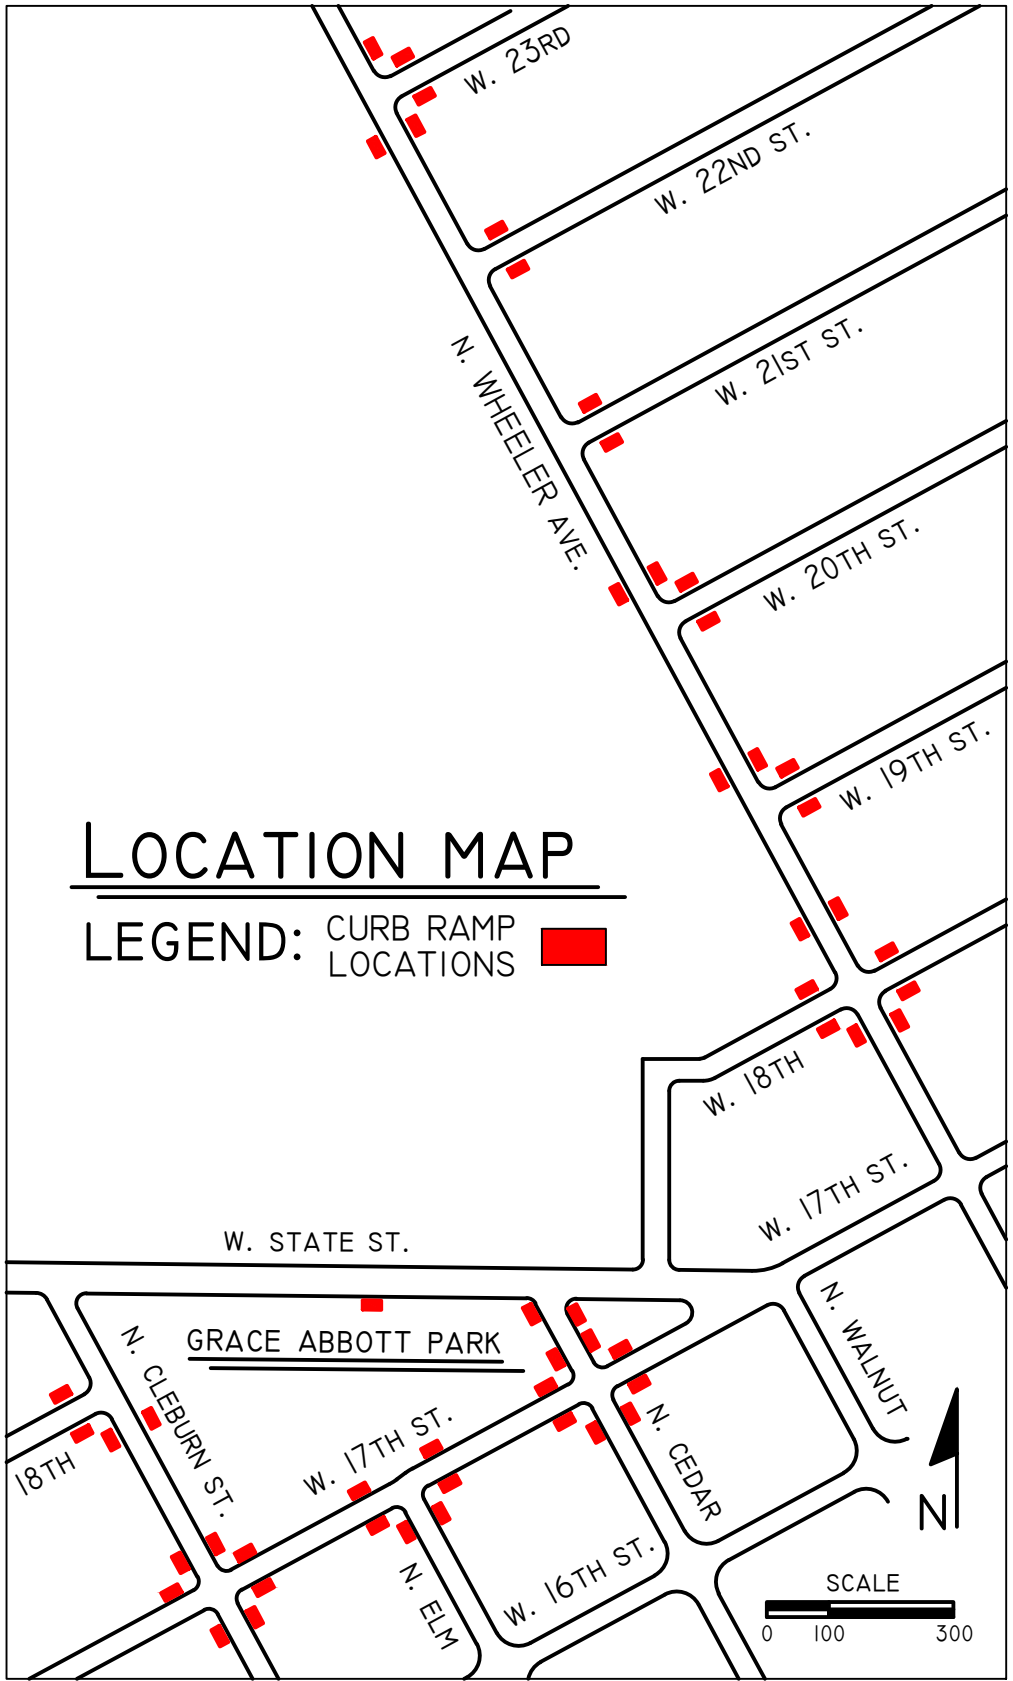 W. 23RD
W. 22ND ST.
N. WHEELER AVE.
W. 21ST ST.
W. 20TH ST.
W. 19TH ST.
LOCATION MAP
LEGEND:
CURB RAMP
LOCATIONS
W. 18TH
W. 17TH ST.
W. STATE ST.
GRACE ABBOTT PARK
N. CLEBURN ST.
N. WALNUT
W. 17TH ST.
N. CEDAR
18TH
N. ELM
W. 16TH ST.
N
SCALE
0 100 300